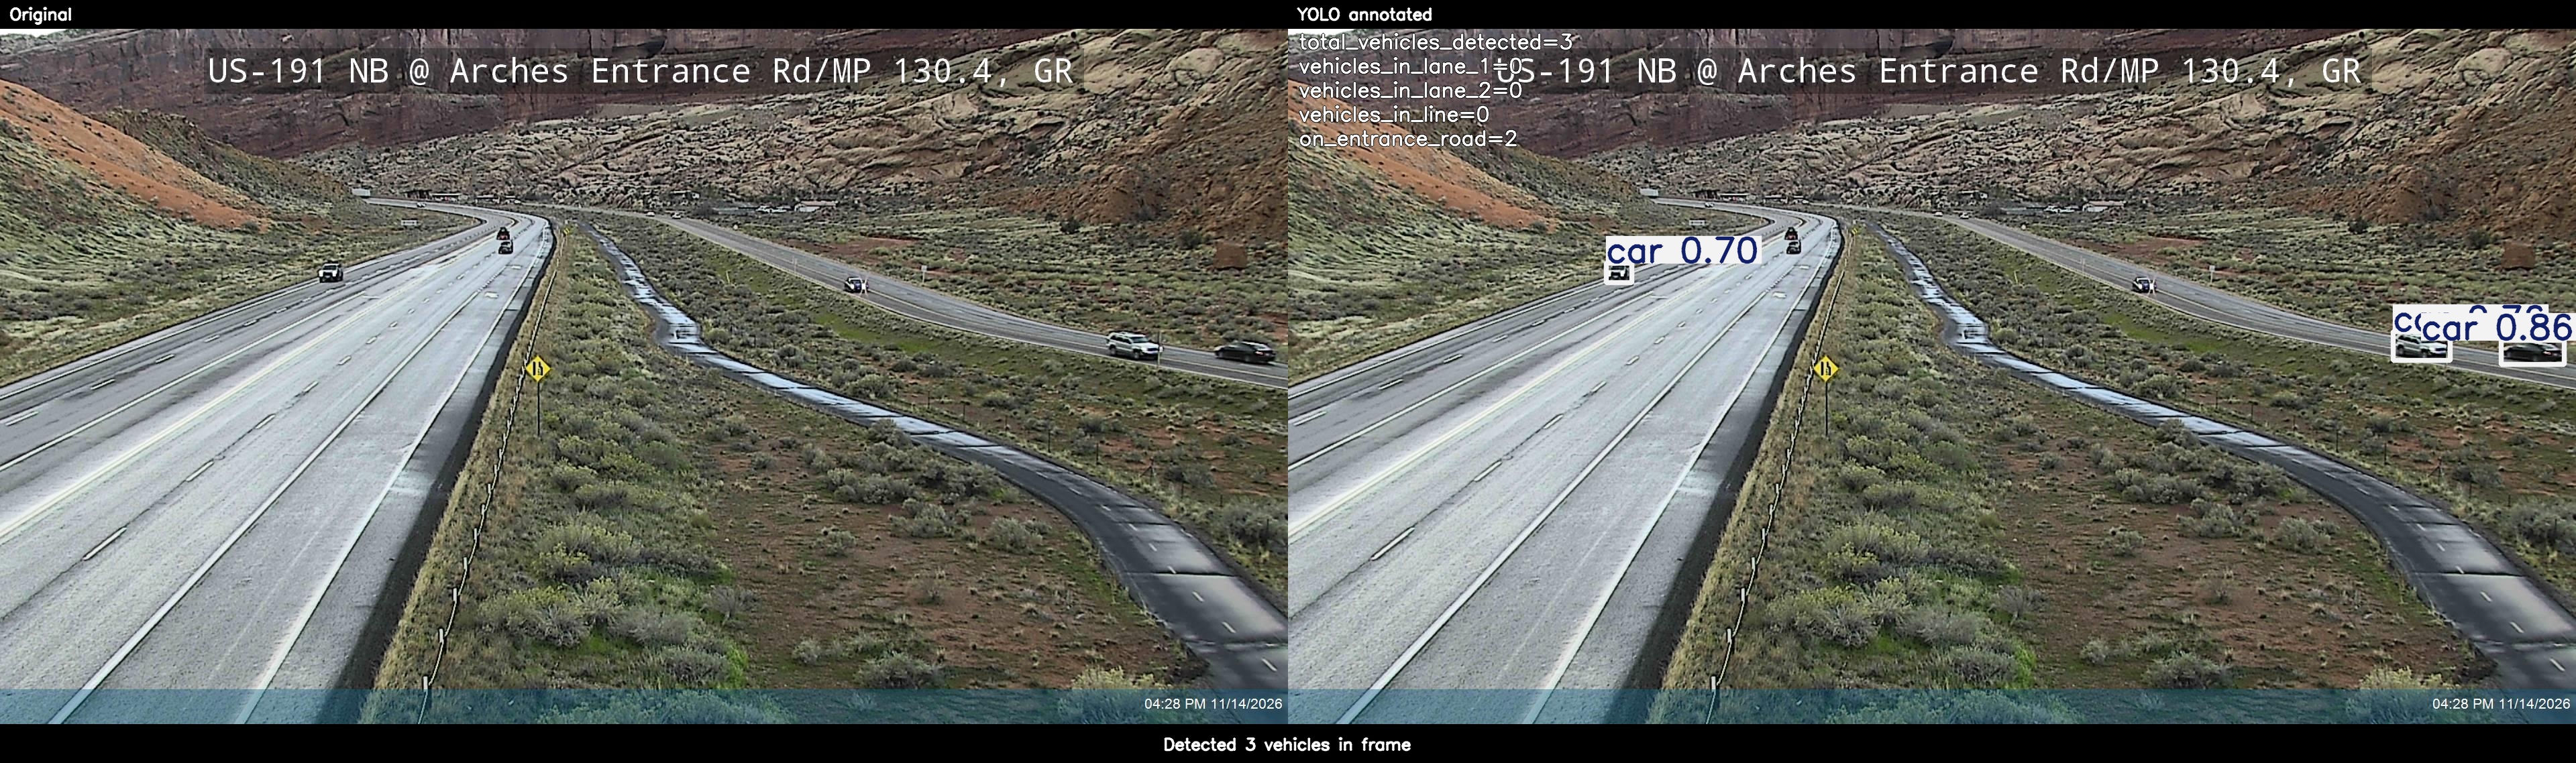 Original
US-191 NB @ Arches Entrance Rd/MP 130.4, GR
04:28 PM 11/14/2026
YOLO annotated
total_vehicles_detected=3
vehicles_in_lane_1=0
US-191 NB @ Arches Entrance Rd/MP 130.4, GR
vehicles_in_lane_2=0
vehicles_in_line=0
on_entrance_road=2
car 0.70
car 0.86
04:28 PM 11/14/2026
Detected 3 vehicles in frame